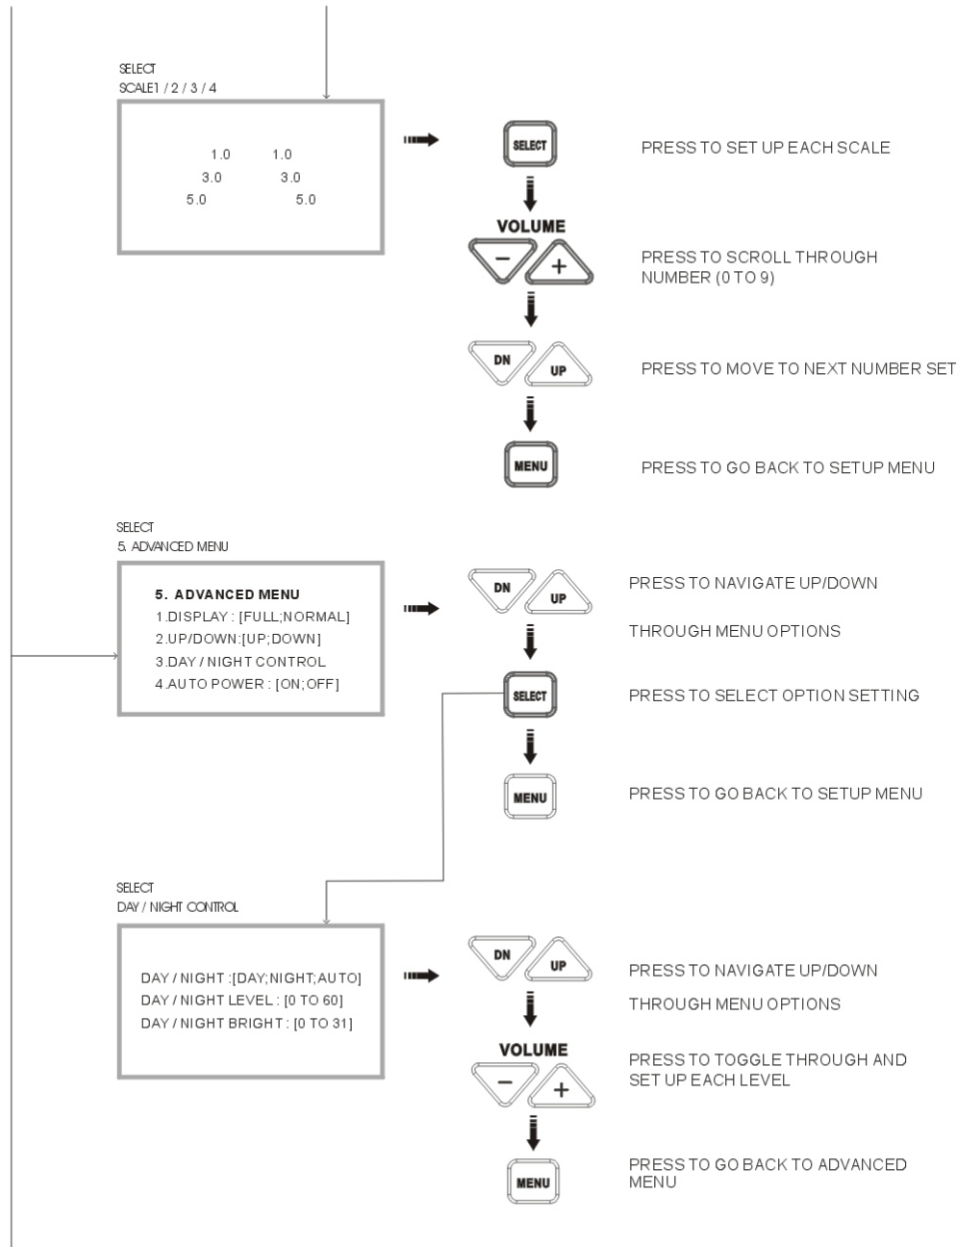 SELECT
SCALE1 / 2 / 3 / 4
1.0 1.0
3.0 3.0
5.0 5.0
SELECT
PRESS TO SET UP EACH SCALE
VOLUME
- +
PRESS TO SCROLL THROUGH
NUMBER (0 TO 9)
DN UP
PRESS TO MOVE TO NEXT NUMBER SET
MENU
PRESS TO GO BACK TO SETUP MENU
SELECT
5. ADVANCED MENU
5. ADVANCED MENU
1.DISPLAY : [FULL;NORMAL]
2.UP/DOWN:[UP;DOWN]
3.DAY / NIGHT CONTROL
4.AUTO POWER : [ON;OFF]
DN UP
PRESS TO NAVIGATE UP/DOWN
THROUGH MENU OPTIONS
SELECT
PRESS TO SELECT OPTION SETTING
MENU
PRESS TO GO BACK TO SETUP MENU
SELECT
DAY / NIGHT CONTROL
DAY / NIGHT :[DAY;NIGHT;AUTO]
DAY / NIGHT LEVEL : [0 TO 60]
DAY / NIGHT BRIGHT : [0 TO 31]
DN UP
PRESS TO NAVIGATE UP/DOWN
THROUGH MENU OPTIONS
VOLUME
- +
PRESS TO TOGGLE THROUGH AND
SET UP EACH LEVEL
MENU
PRESS TO GO BACK TO ADVANCED
MENU